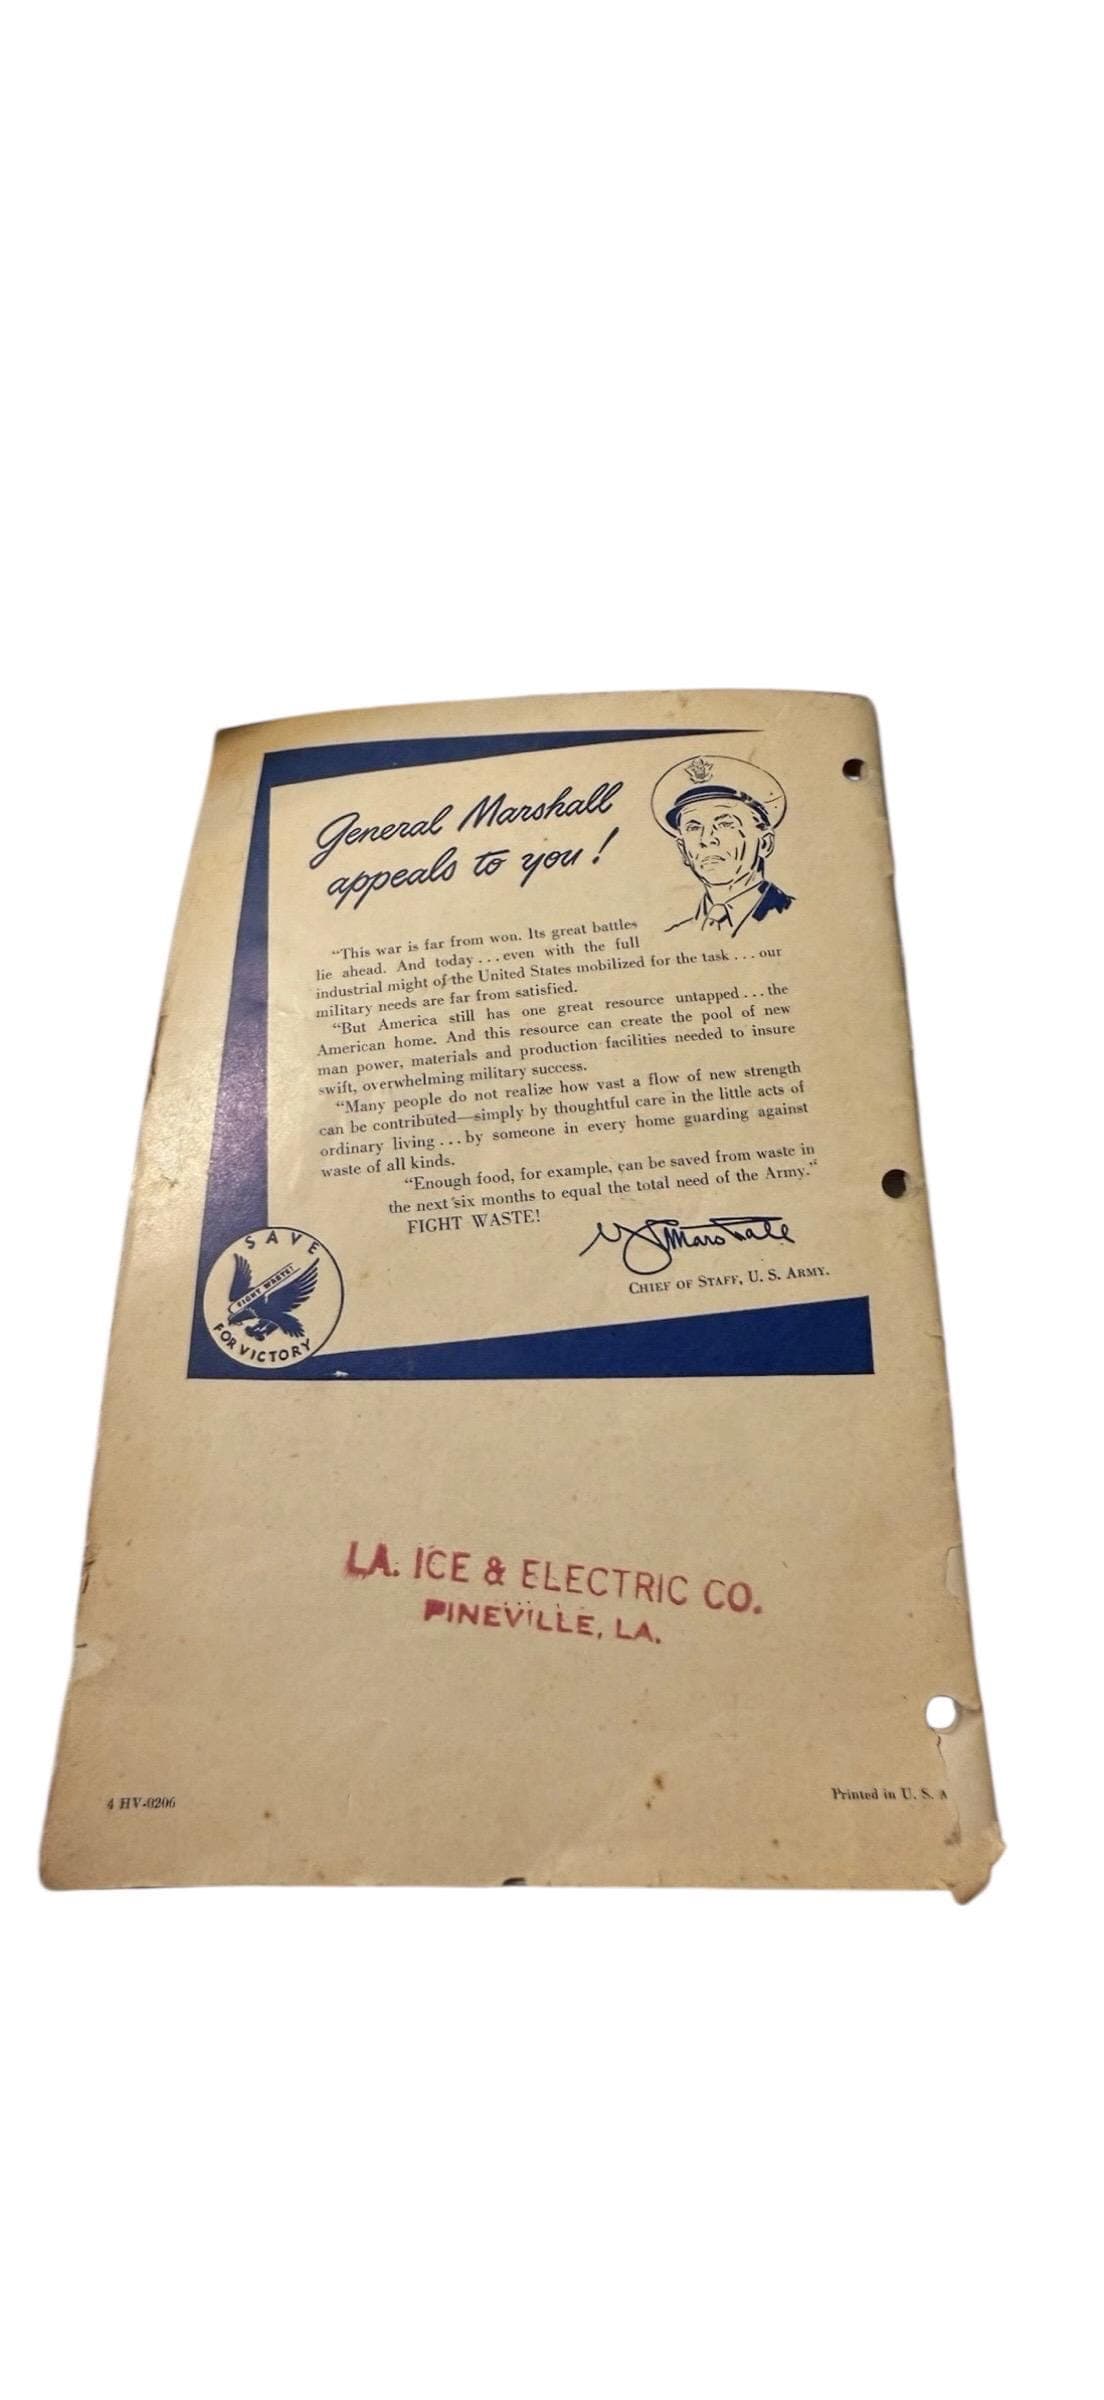 General Marshall
appeals to you!
“This war is far from won. Its great battles
lie ahead. And today...even with the full
industrial might of the United States mobilized for the task...our
military needs are far from satisfied.
“But America still has one great resource untapped...the
American home. And this resource can create the pool of new
man power, materials and production facilities needed to insure
swift, overwhelming military success.
“Many people do not realize how vast a flow of new strength
can be contributed—simply by thoughtful care in the little acts of
ordinary living...by someone in every home guarding against
waste of all kinds.
“Enough food, for example, can be saved from waste in
the next six months to equal the total need of the Army.”
FIGHT WASTE!
G Marshall
CHIEF OF STAFF, U. S. ARMY.
SAVE
FIGHT WASTE!
FOR VICTORY
LA. ICE & ELECTRIC CO.
PINEVILLE, LA.
4 HV-0206
Printed in U. S. A